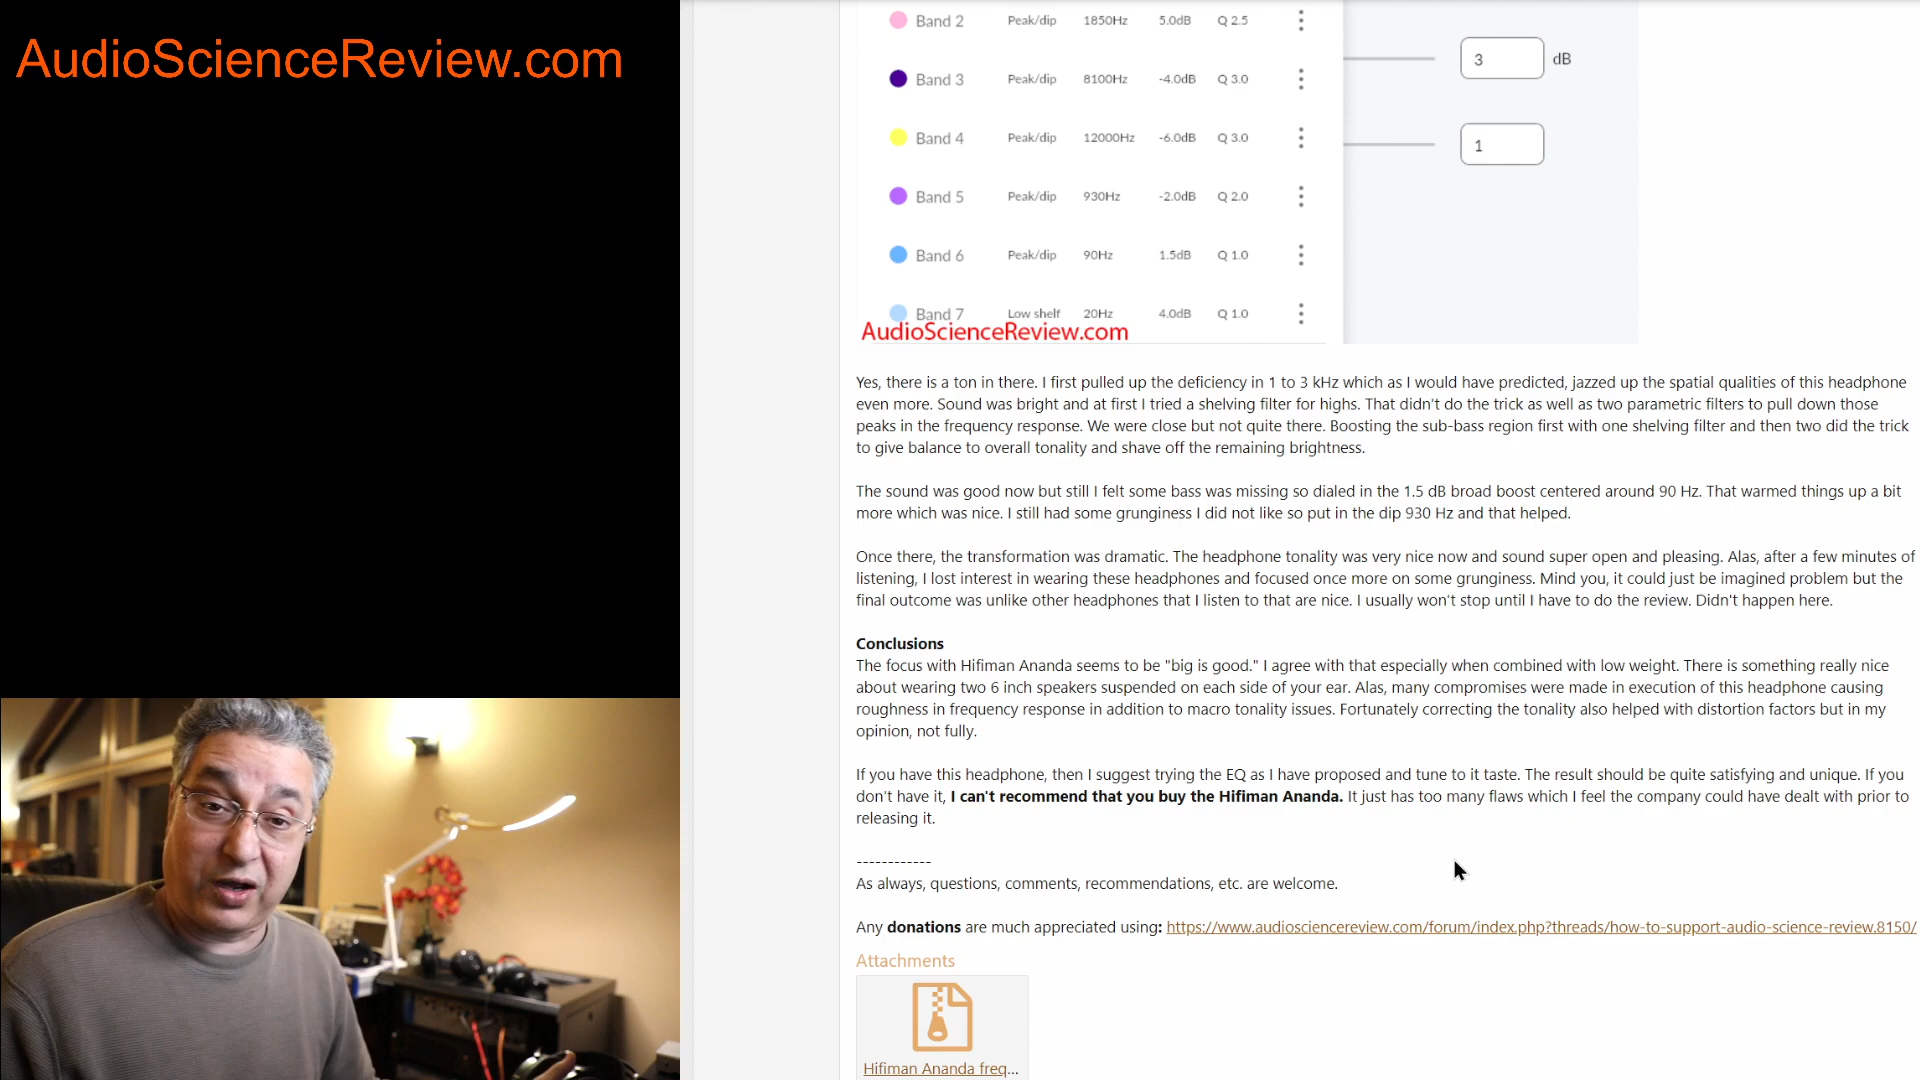 AudioScienceReview.com
Band 2 Peak/dip 1850Hz 5.0dB Q 2.5
3 dB
Band 3 Peak/dip 8100Hz -4.0dB Q 3.0
Band 4 Peak/dip 12000Hz -6.0dB Q 3.0
1
Band 5 Peak/dip 930Hz -2.0dB Q 2.0
Band 6 Peak/dip 90Hz 1.5dB Q 1.0
Band 7 Low shelf 20Hz 4.0dB Q 1.0
AudioScienceReview.com
Yes, there is a ton in there. I first pulled up the deficiency in 1 to 3 kHz which as I would have predicted, jazzed up the spatial qualities of this headphone
even more. Sound was bright and at first I tried a shelving filter for highs. That didn't do the trick as well as two parametric filters to pull down those
peaks in the frequency response. We were close but not quite there. Boosting the sub-bass region first with one shelving filter and then two did the trick
to give balance to overall tonality and shave off the remaining brightness.
The sound was good now but still I felt some bass was missing so dialed in the 1.5 dB broad boost centered around 90 Hz. That warmed things up a bit
more which was nice. I still had some grunginess I did not like so put in the dip 930 Hz and that helped.
Once there, the transformation was dramatic. The headphone tonality was very nice now and sound super open and pleasing. Alas, after a few minutes of
listening, I lost interest in wearing these headphones and focused once more on some grunginess. Mind you, it could just be imagined problem but the
final outcome was unlike other headphones that I listen to that are nice. I usually won't stop until I have to do the review. Didn't happen here.
Conclusions
The focus with Hifiman Ananda seems to be "big is good." I agree with that especially when combined with low weight. There is something really nice
about wearing two 6 inch speakers suspended on each side of your ear. Alas, many compromises were made in execution of this headphone causing
roughness in frequency response in addition to macro tonality issues. Fortunately correcting the tonality also helped with distortion factors but in my
opinion, not fully.
If you have this headphone, then I suggest trying the EQ as I have proposed and tune to it taste. The result should be quite satisfying and unique. If you
don't have it, I can't recommend that you buy the Hifiman Ananda. It just has too many flaws which I feel the company could have dealt with prior to
releasing it.
------------
As always, questions, comments, recommendations, etc. are welcome.
Any donations are much appreciated using: https://www.audiosciencereview.com/forum/index.php?threads/how-to-support-audio-science-review.8150/
Attachments
Hifiman Ananda freq...